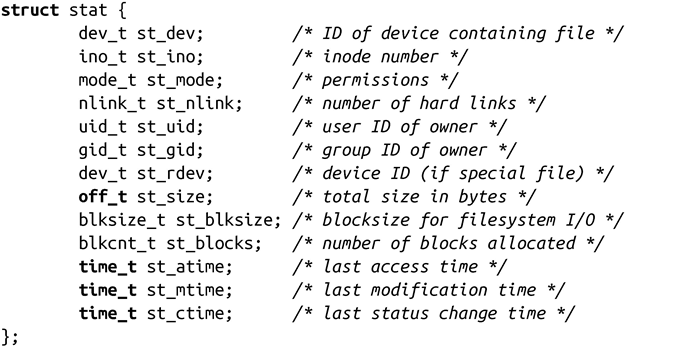 struct stat {
        dev_t st_dev;         /* ID of device containing file */
        ino_t st_ino;         /* inode number */
        mode_t st_mode;       /* permissions */
        nlink_t st_nlink;     /* number of hard links */
        uid_t st_uid;         /* user ID of owner */
        gid_t st_gid;         /* group ID of owner */
        dev_t st_rdev;        /* device ID (if special file) */
        off_t st_size;        /* total size in bytes */
        blksize_t st_blksize; /* blocksize for filesystem I/O */
        blkcnt_t st_blocks;   /* number of blocks allocated */
        time_t st_atime;      /* last access time */
        time_t st_mtime;      /* last modification time */
        time_t st_ctime;      /* last status change time */
};